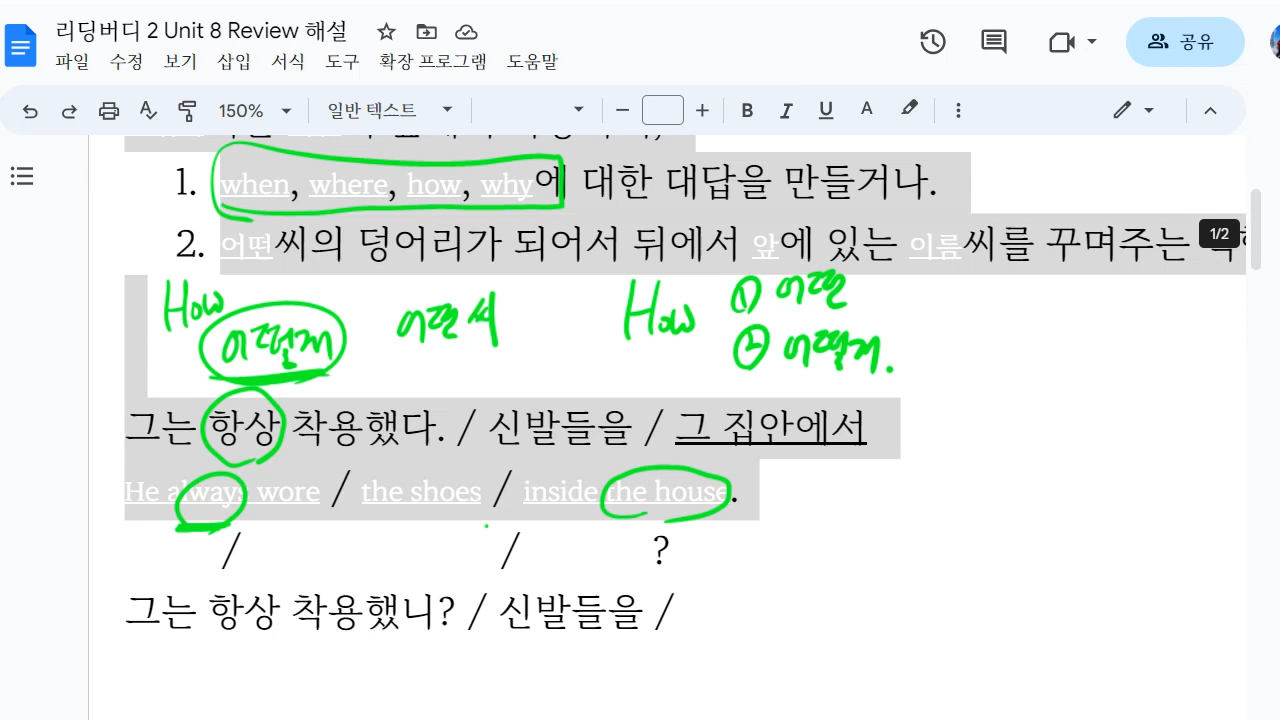 리딩버디 2 Unit 8 Review 해설
파일 수정 보기 삽입 서식 도구 확장 프로그램 도움말
공유
150% 일반 텍스트 B I U A
1. when, where, how, why에 대한 대답을 만들거나.
2. 어떤씨의 덩어리가 되어서 뒤에서 앞에 있는 이름씨를 꾸며주는
1/2
How 어떻게 어떤 씨 How ① 어떤
② 어떻게.
그는 항상 착용했다. / 신발들을 / 그 집안에서
He always wore / the shoes / inside the house.
/ / ?
그는 항상 착용했니? / 신발들을 /